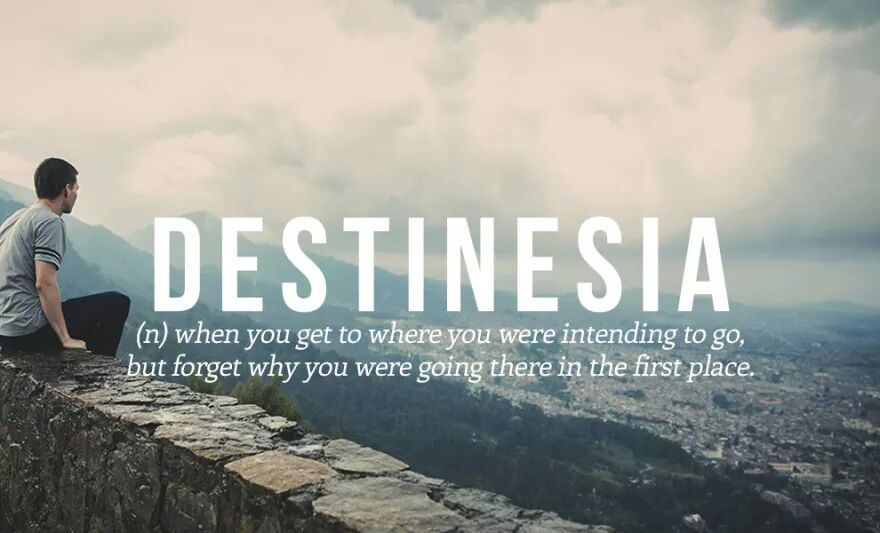 DESTINESIA
(n) when you get to where you were intending to go,
but forget why you were going there in the first place.